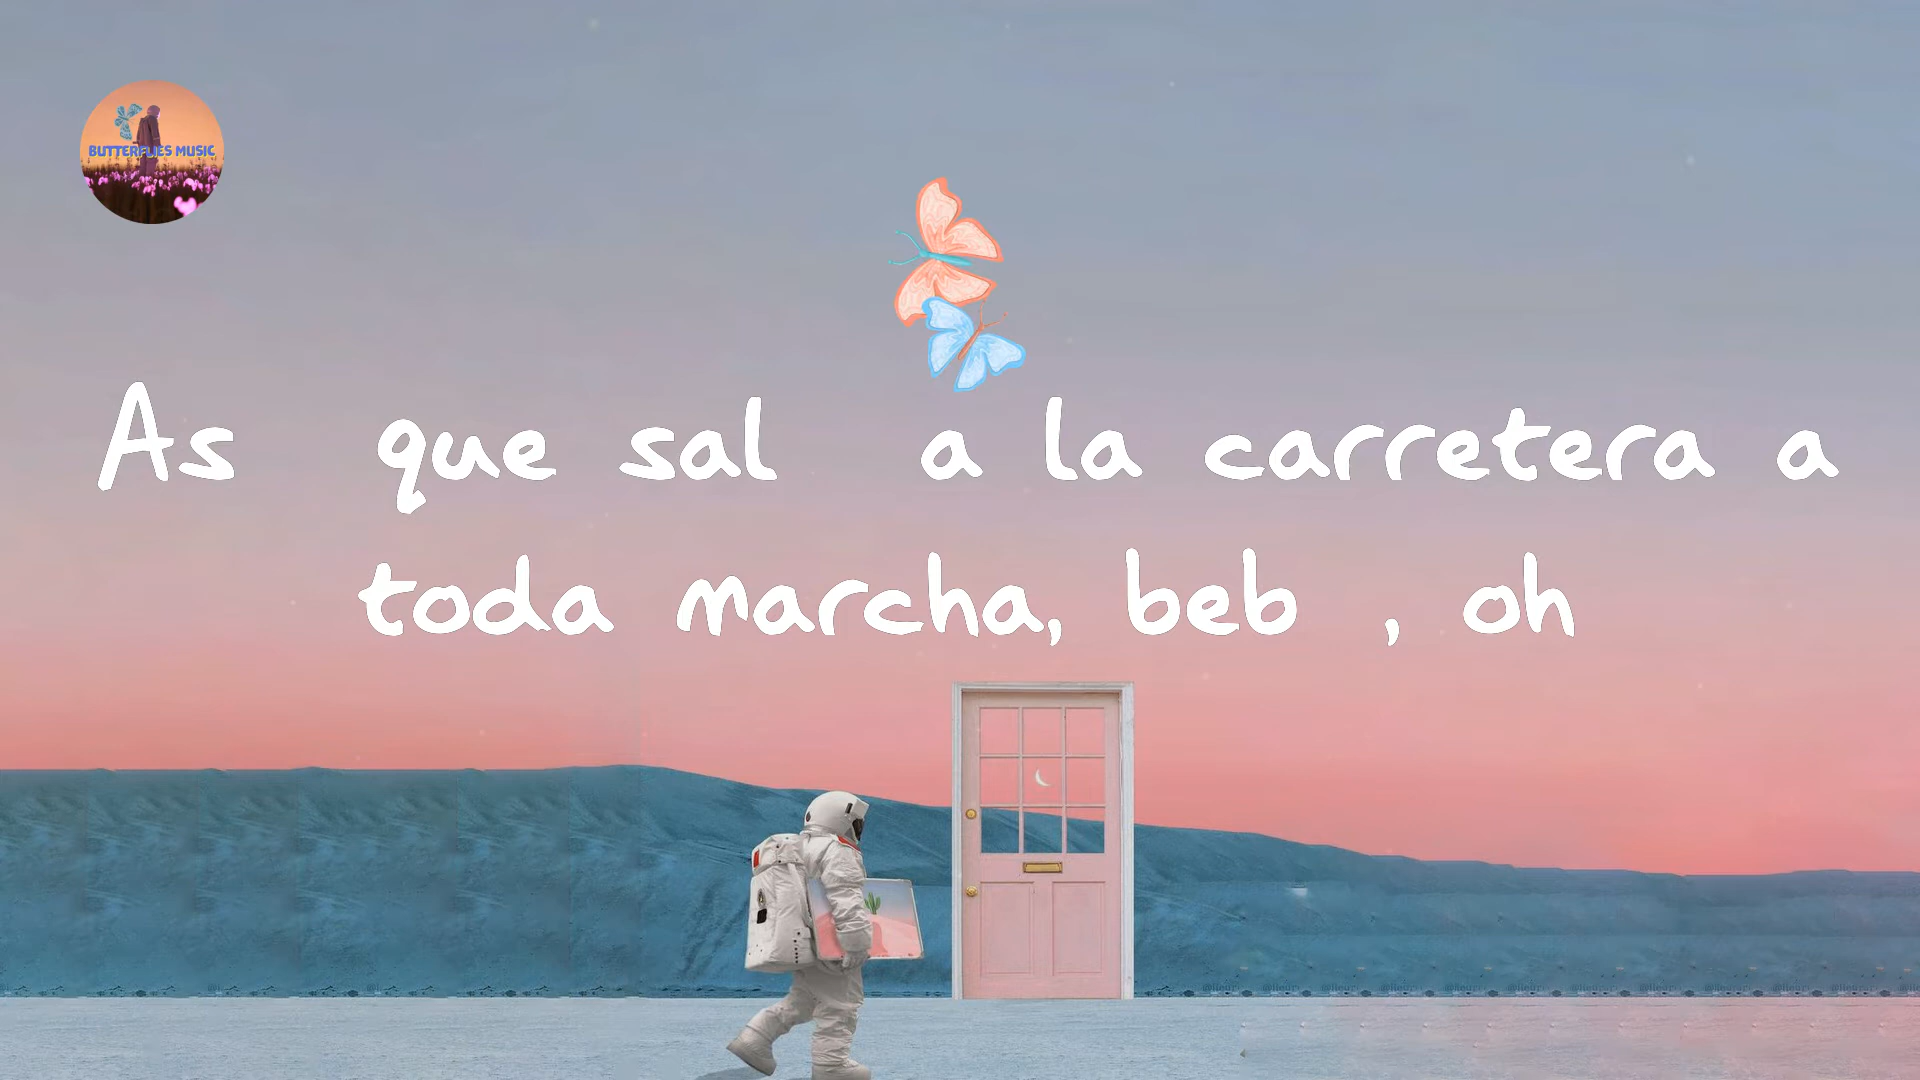 BUTTERFLIES MUSIC
As  que sal  a la carretera a
toda marcha, beb , oh